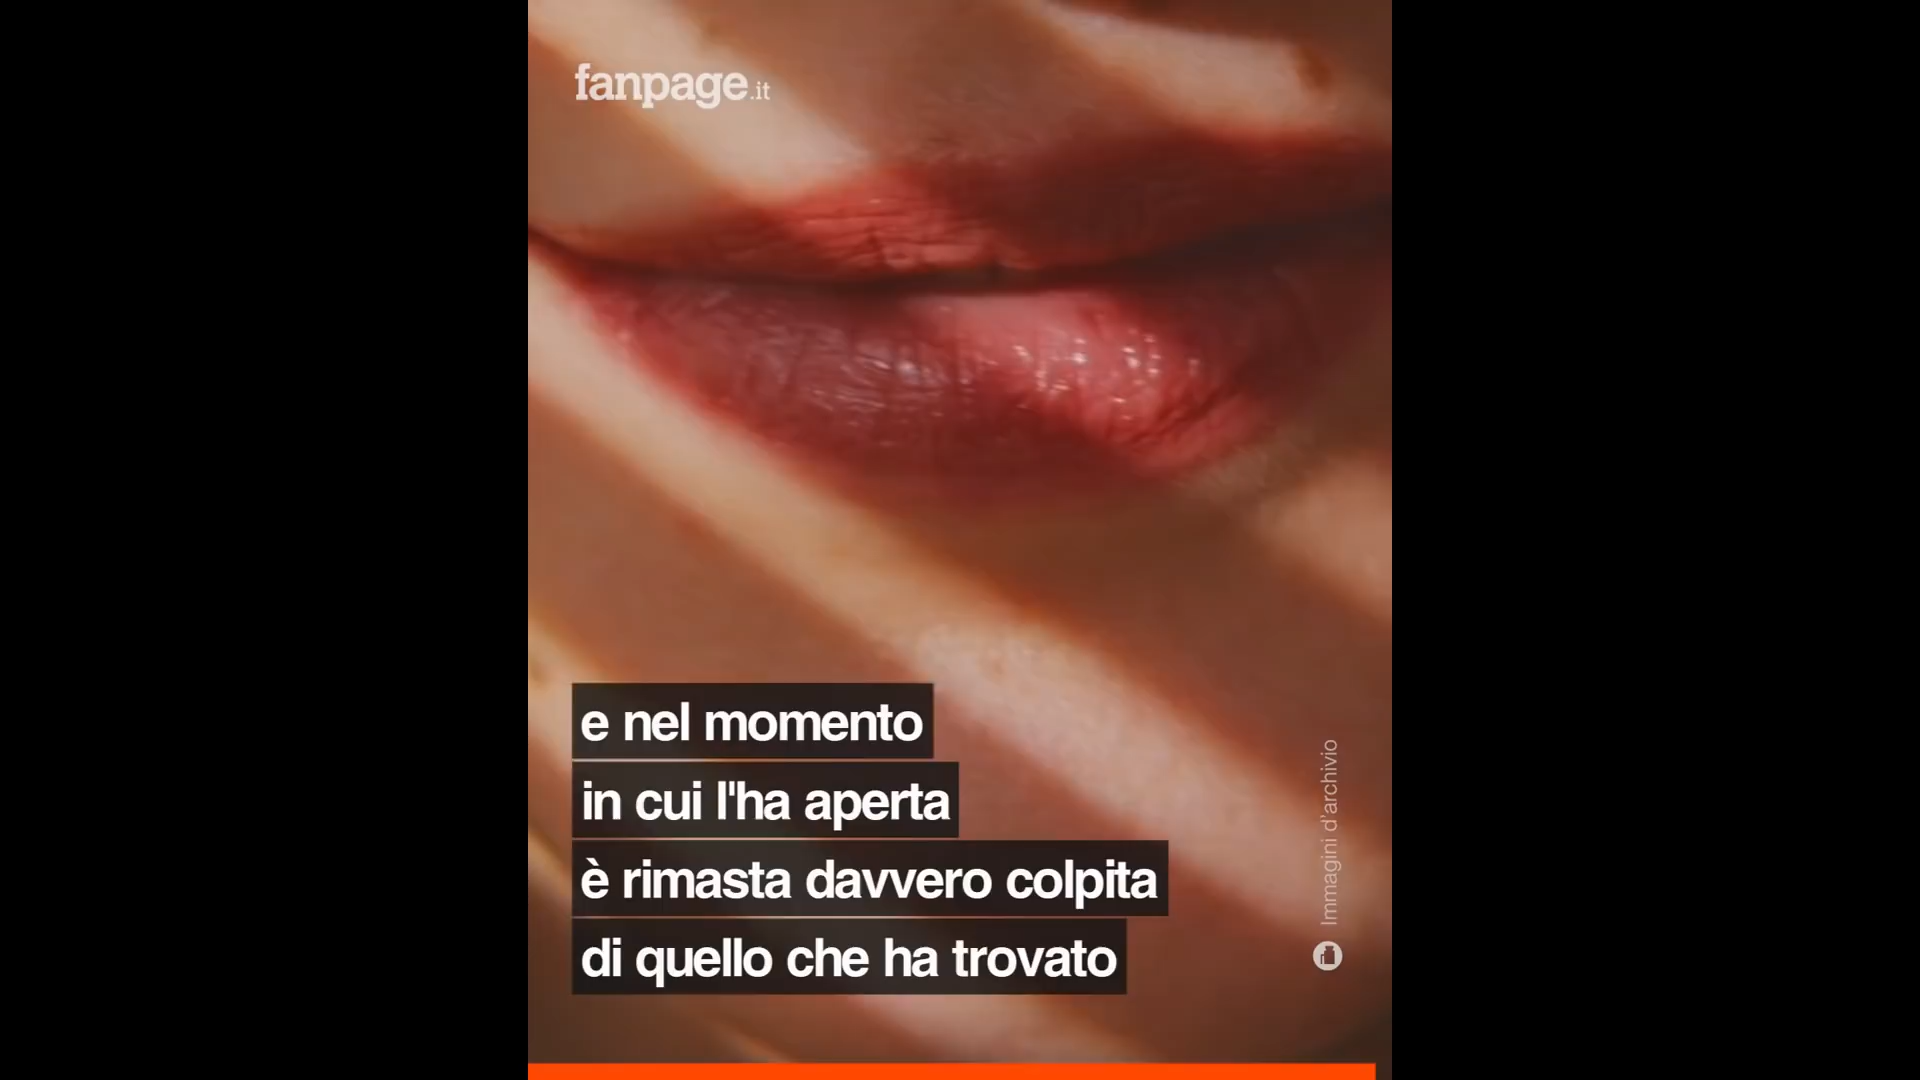 fanpage.it
e nel momento
in cui l'ha aperta
è rimasta davvero colpita
di quello che ha trovato
Immagini d'archivio